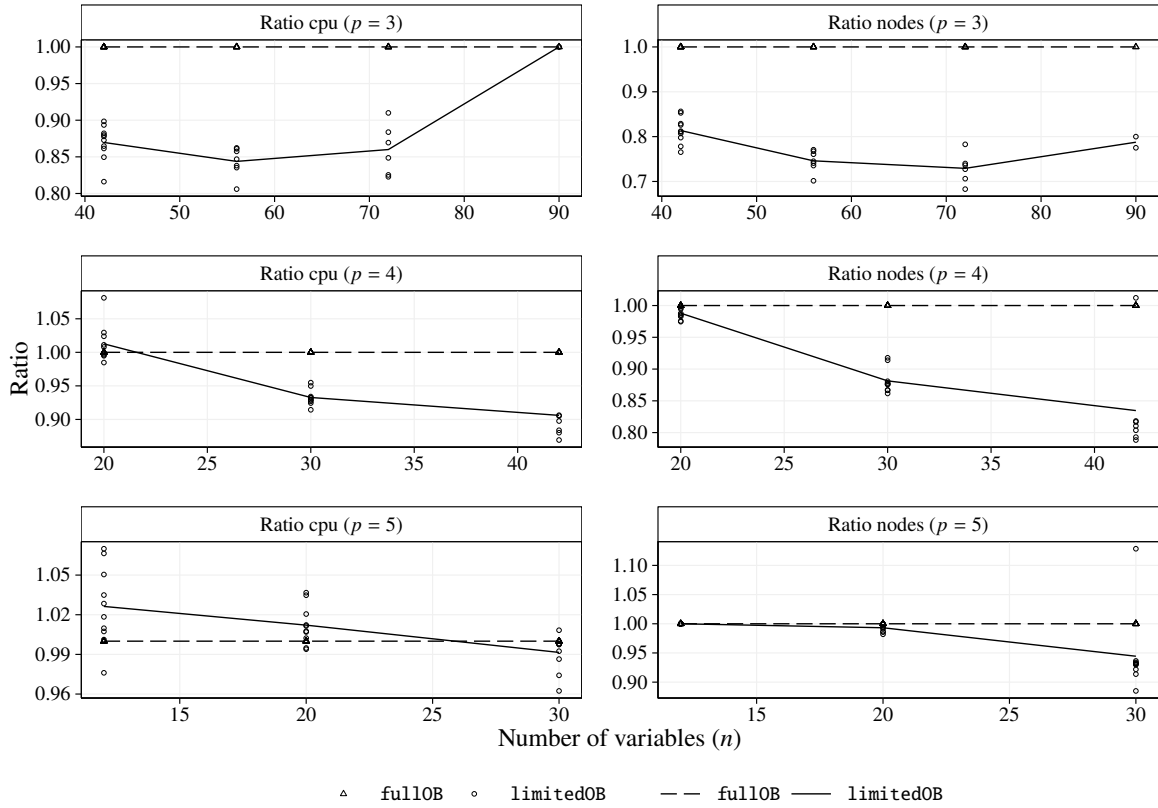 Ratio cpu (p = 3)
Ratio nodes (p = 3)
1.00
0.95
0.90
0.85
0.80
40 50 60 70 80 90
1.0
0.9
0.8
0.7
40 50 60 70 80 90
Ratio cpu (p = 4)
Ratio nodes (p = 4)
Ratio
1.05
1.00
0.95
0.90
20 25 30 35 40
1.00
0.95
0.90
0.85
0.80
20 25 30 35 40
Ratio cpu (p = 5)
Ratio nodes (p = 5)
1.05
1.02
0.99
0.96
15 20 25 30
1.10
1.05
1.00
0.95
0.90
15 20 25 30
Number of variables (n)
fullOB limitedOB fullOB limitedOB